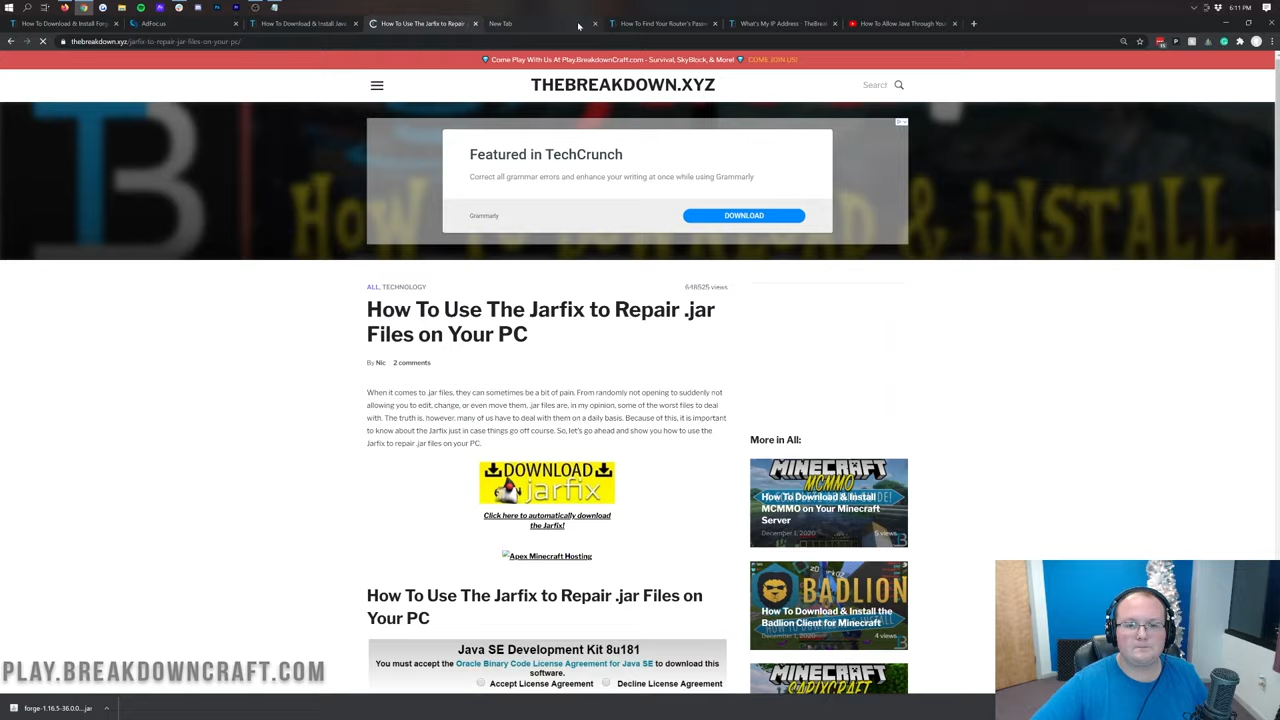 6:11 PM
How To Download & Install Forg
AdFocus
How To Download & Install Java
How To Use The Jarfix to Repair
New Tab
How To Find Your Router's Passw
What's My IP Address - TheBrea
How To Allow Java Through You
thebreakdown.xyz/jarfix-to-repair-jar-files-on-your-pc/
Come Play With Us At Play.BreakdownCraft.com - Survival, SkyBlock, & More! COME JOIN US!
THEBREAKDOWN.XYZ
Search
Featured in TechCrunch
Correct all grammar errors and enhance your writing at once while using Grammarly
Grammarly
DOWNLOAD
ALL, TECHNOLOGY
648525 views
How To Use The Jarfix to Repair .jar
Files on Your PC
By Nic 2 comments
When it comes to .jar files, they can sometimes be a bit of pain. From randomly not opening to suddenly not
allowing you to edit, change, or even move them, .jar files are, in my opinion, some of the worst files to deal
with. The truth is, however, many of us have to deal with them on a daily basis. Because of this, it is important
to know about the Jarfix just in case things go off course. So, let's go ahead and show you how to use the
Jarfix to repair .jar files on your PC.
DOWNLOAD
jarfix
Click here to automatically download
the Jarfix!
Apex Minecraft Hosting
How To Use The Jarfix to Repair .jar Files on
Your PC
Java SE Development Kit 8u181
You must accept the Oracle Binary Code License Agreement for Java SE to download this
software.
Accept License Agreement Decline License Agreement
More in All:
MINECRAFT
MCMMO
How To Download & Install
MCMMO on Your Minecraft
Server
December 1, 2020
5 views
BADLION
How To Download & Install the
Badlion Client for Minecraft
December 1, 2020
4 views
MINECRAFT
PLAY.BREAKDOWNCRAFT.COM
forge-1.16.5-36.0.0....jar